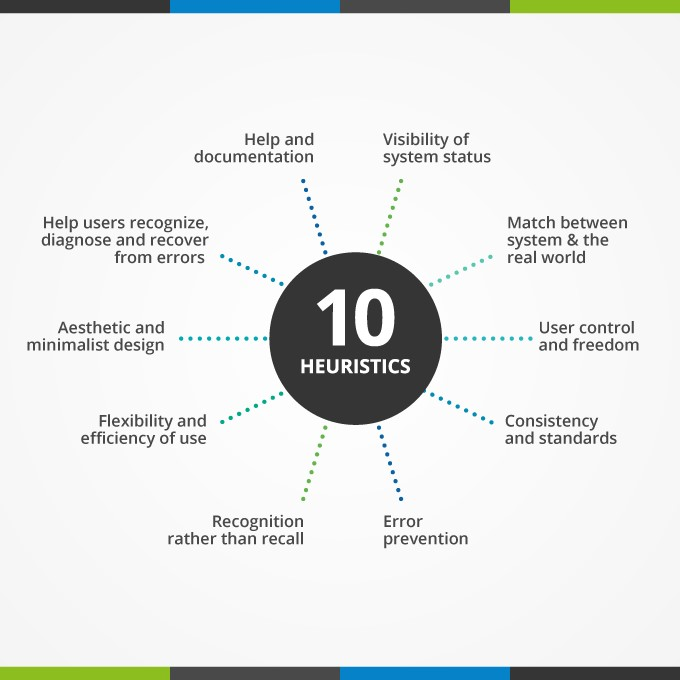 10
HEURISTICS
Visibility of
system status
Match between
system & the
real world
User control
and freedom
Consistency
and standards
Error
prevention
Recognition
rather than recall
Flexibility and
efficiency of use
Aesthetic and
minimalist design
Help users recognize,
diagnose and recover
from errors
Help and
documentation